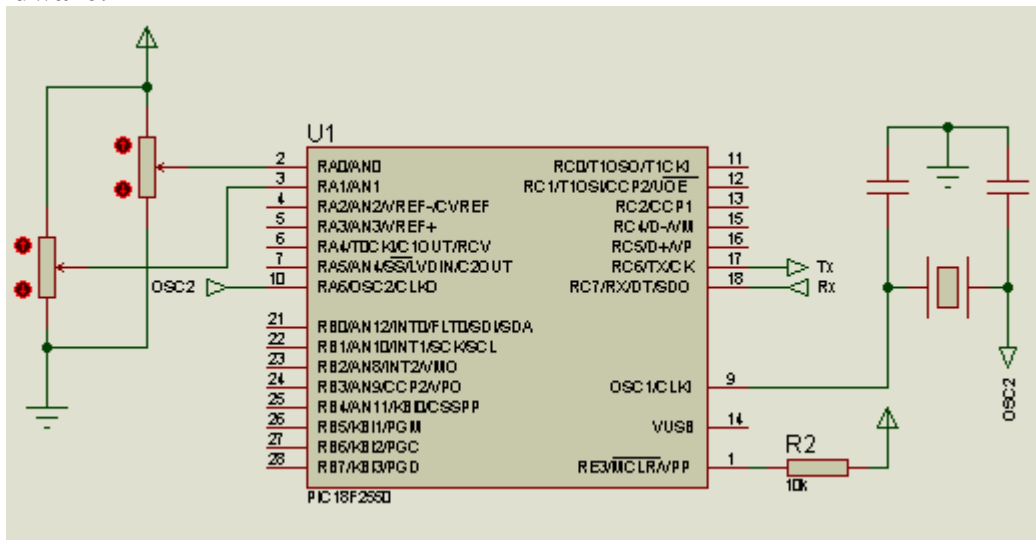 U1
2 RA0/AN0
3 RA1/AN1
4 RA2/AN2/VREF-/CVREF
5 RA3/AN3/VREF+
6 RA4/T0CKI/C1OUT/RCV
7 RA5/AN4/SS/LVDIN/C2OUT
OSC2 10 RA6/OSC2/CLKO
21 RB0/AN12/INT0/FLT0/SDI/SDA
22 RB1/AN10/INT1/SCK/SCL
23 RB2/AN8/INT2/VMO
24 RB3/AN9/CCP2/VPO
25 RB4/AN11/KBI0/CSSPP
26 RB5/KBI1/PGM
27 RB6/KBI2/PGC
28 RB7/KBI3/PGD
RC0/T1OSO/T1CKI 11
RC1/T1OSI/CCP2/UOE 12
RC2/CCP1 13
RC4/D-/VM 15
RC5/D+/VP 16
RC6/TX/CK 17 Tx
RC7/RX/DT/SDO 18 Rx
OSC1/CLKI 9
VUSB 14
RE3/MCLR/VPP 1
PIC18F2550
R2
10k
OSC2